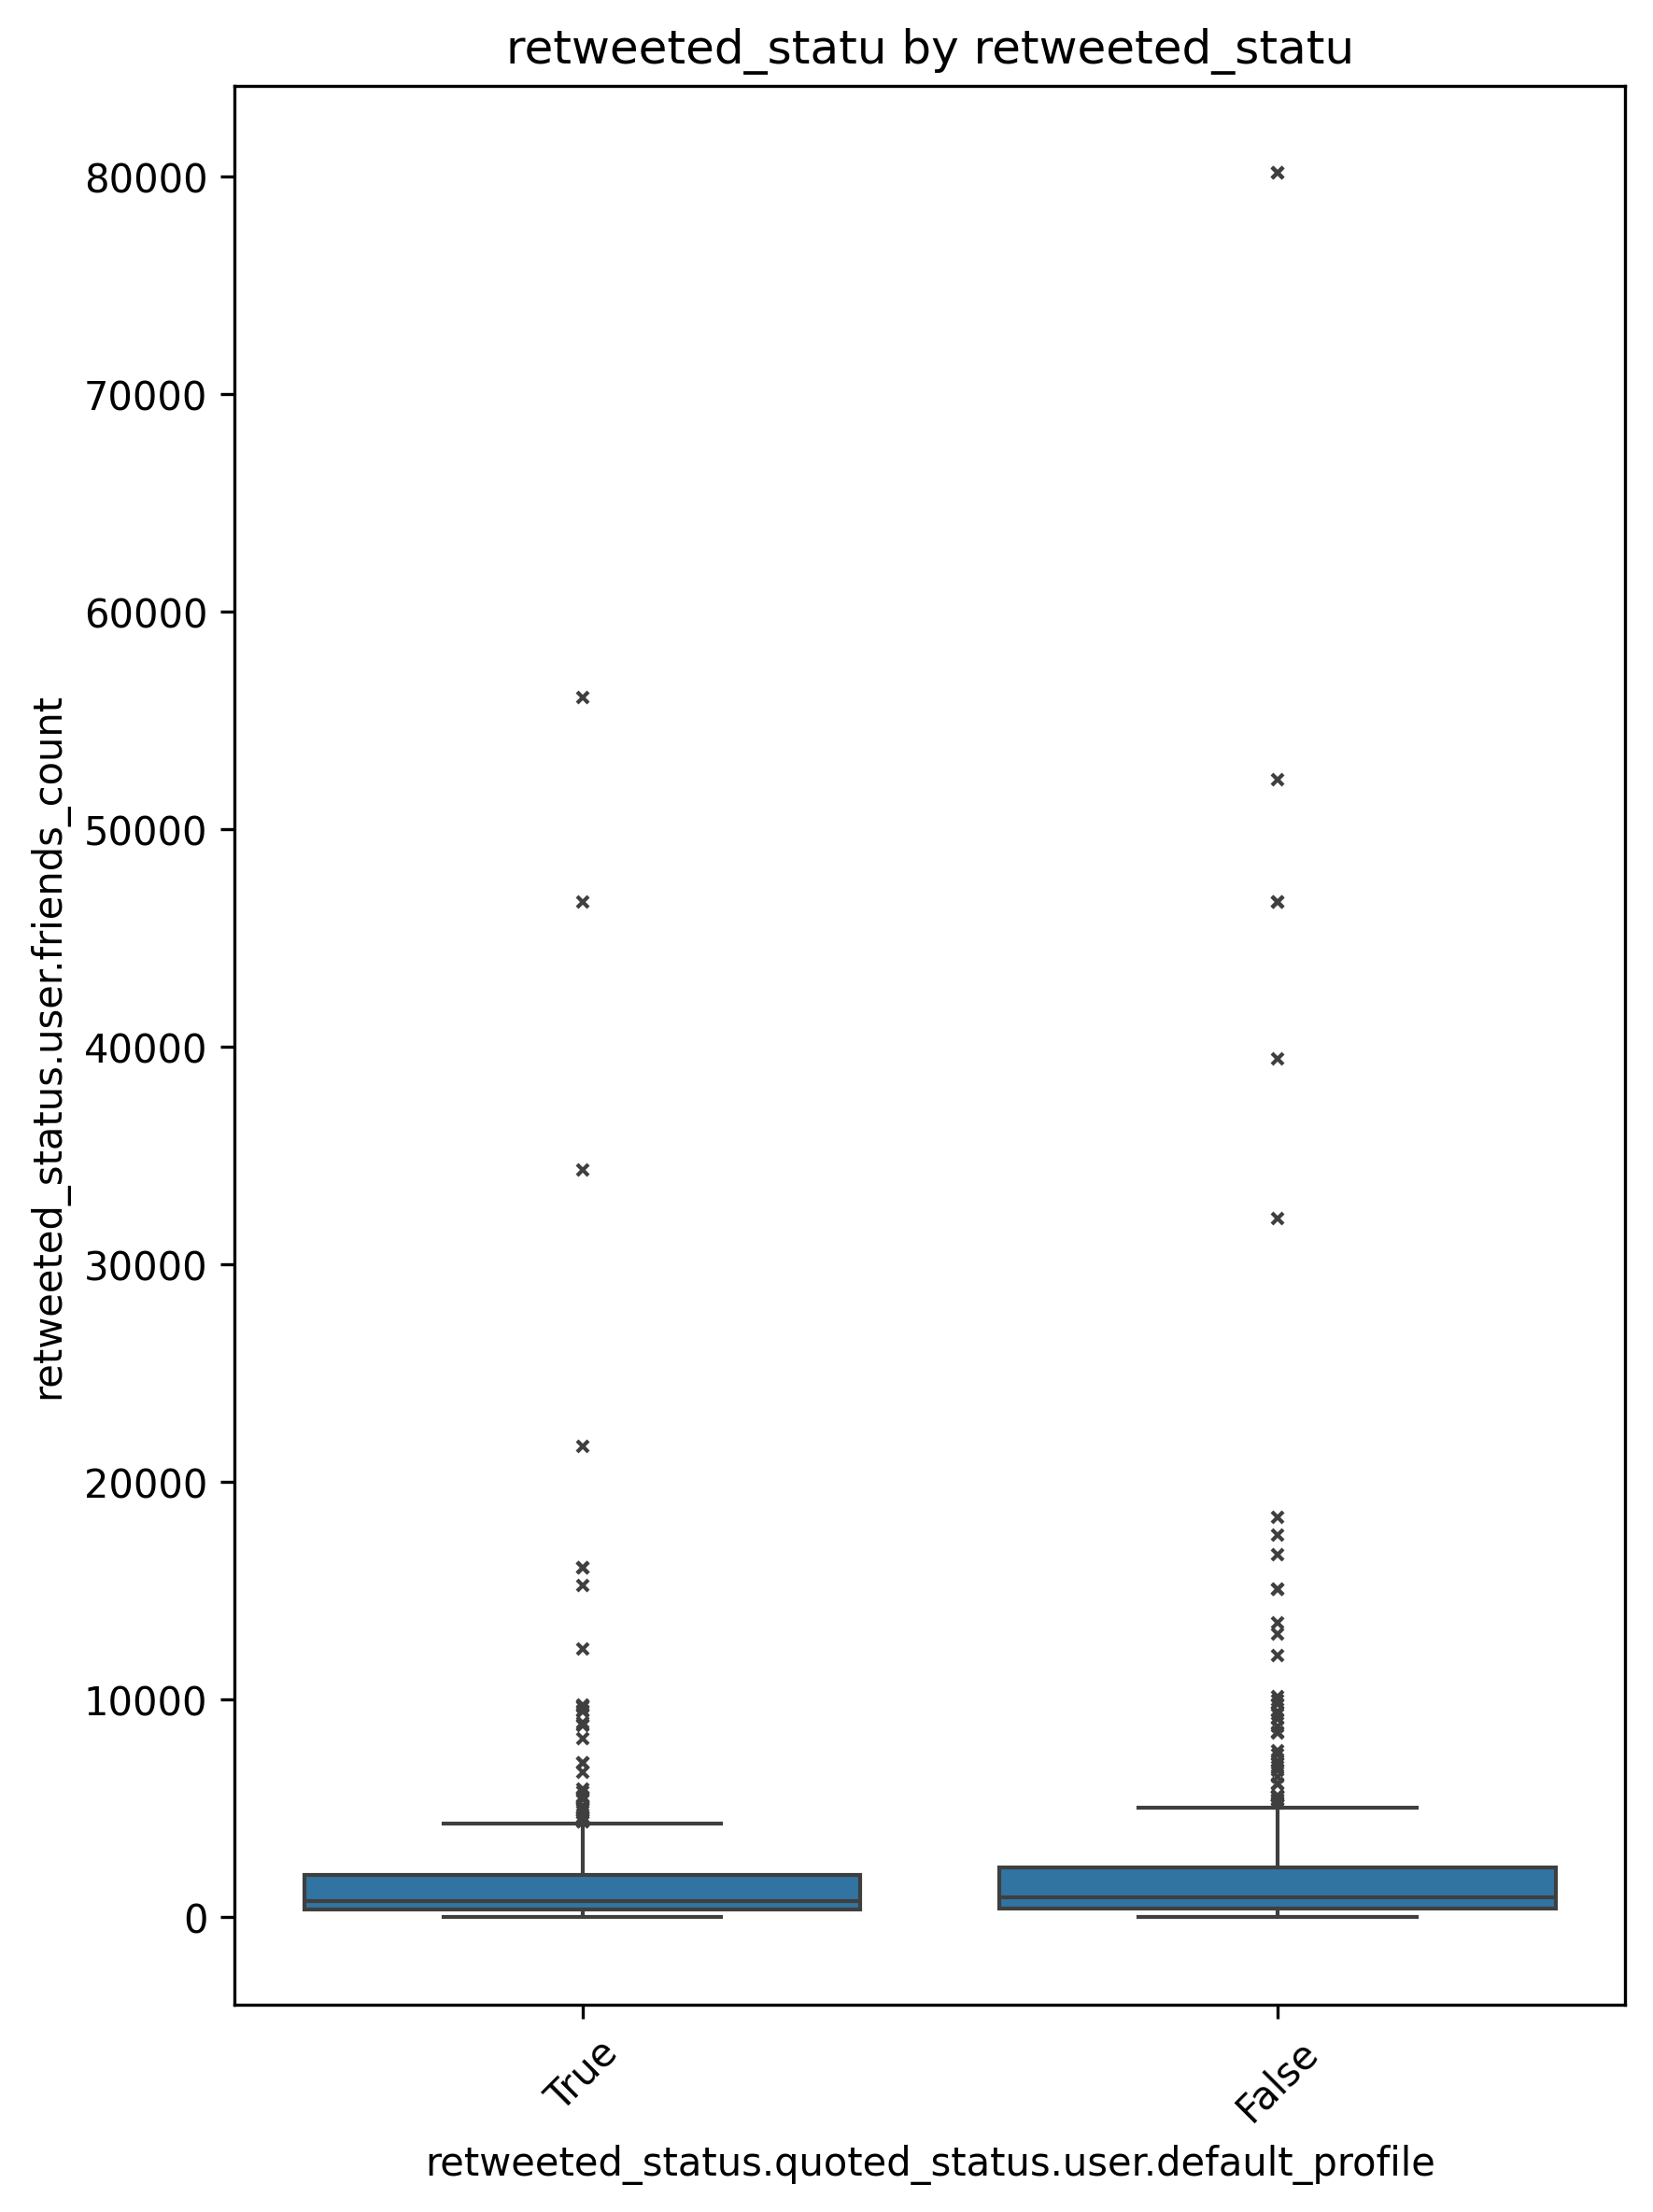 retweeted_statu by retweeted_statu
retweeted_status.user.friends_count
80000
70000
60000
50000
40000
30000
20000
10000
0
True
False
retweeted_status.quoted_status.user.default_profile